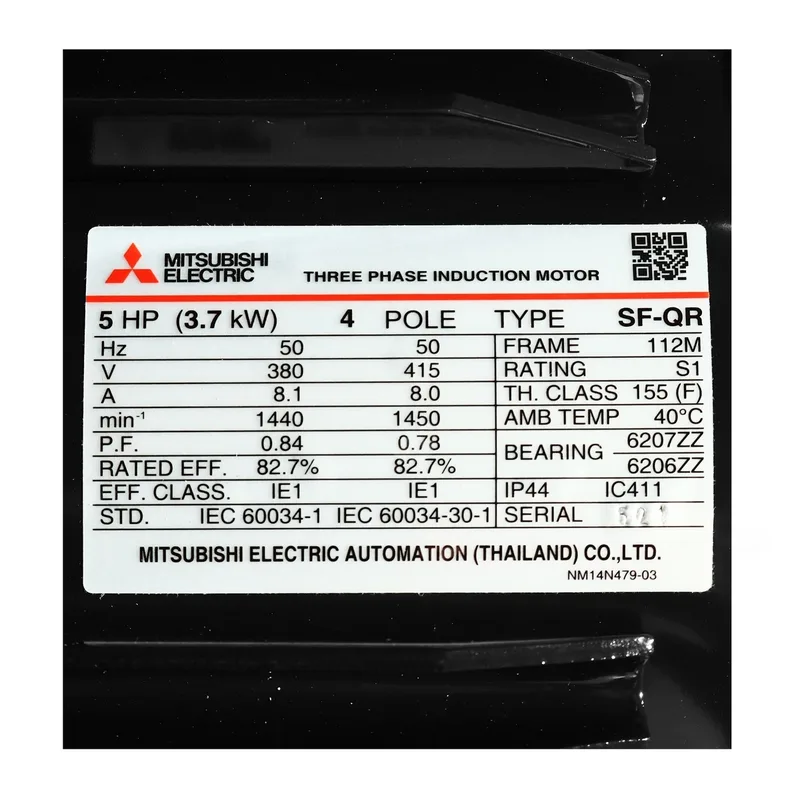 MITSUBISHI
ELECTRIC
THREE PHASE INDUCTION MOTOR
5 HP (3.7 kW) 4 POLE TYPE SF-QR
Hz 50 50 FRAME 112M
V 380 415 RATING S1
A 8.1 8.0 TH. CLASS 155 (F)
min-1 1440 1450 AMB TEMP 40°C
P.F. 0.84 0.78 BEARING 6207ZZ
RATED EFF. 82.7% 82.7% 6206ZZ
EFF. CLASS. IE1 IE1 IP44 IC411
STD. IEC 60034-1 IEC 60034-30-1 SERIAL
MITSUBISHI ELECTRIC AUTOMATION (THAILAND) CO.,LTD.
NM14N479-03